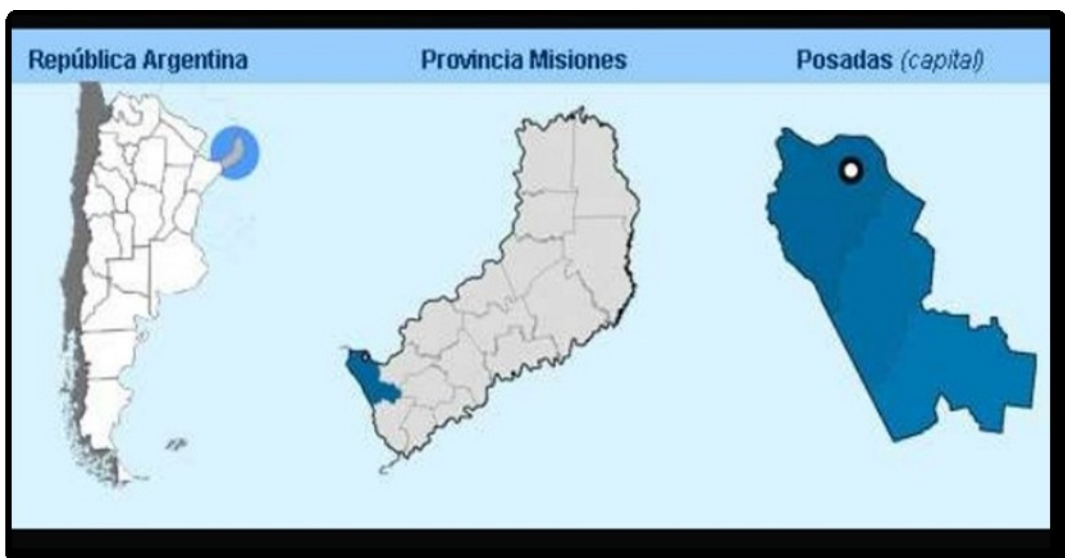 República Argentina
Provincia Misiones
Posadas (capital)